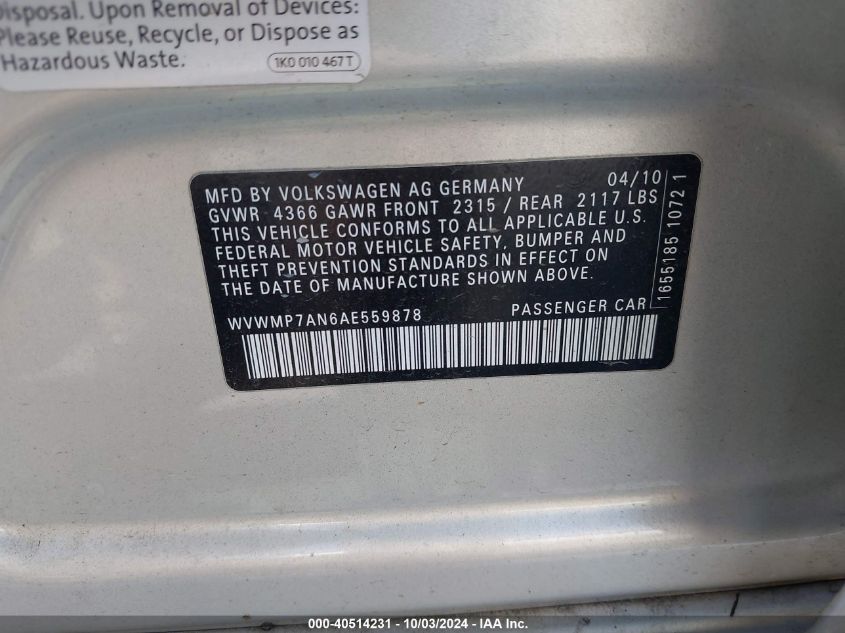 Disposal. Upon Removal of Devices:
Please Reuse, Recycle, or Dispose as
Hazardous Waste.
1K0 010 467 T
MFD BY VOLKSWAGEN AG GERMANY 04/10
GVWR 4366 GAWR FRONT 2315 / REAR 2117 LBS
THIS VEHICLE CONFORMS TO ALL APPLICABLE U.S.
FEDERAL MOTOR VEHICLE SAFETY, BUMPER AND
THEFT PREVENTION STANDARDS IN EFFECT ON
THE DATE OF MANUFACTURE SHOWN ABOVE.
WVWMP7AN6AE559878 PASSENGER CAR
1655185 10721
000-40514231 - 10/03/2024 - IAA Inc.